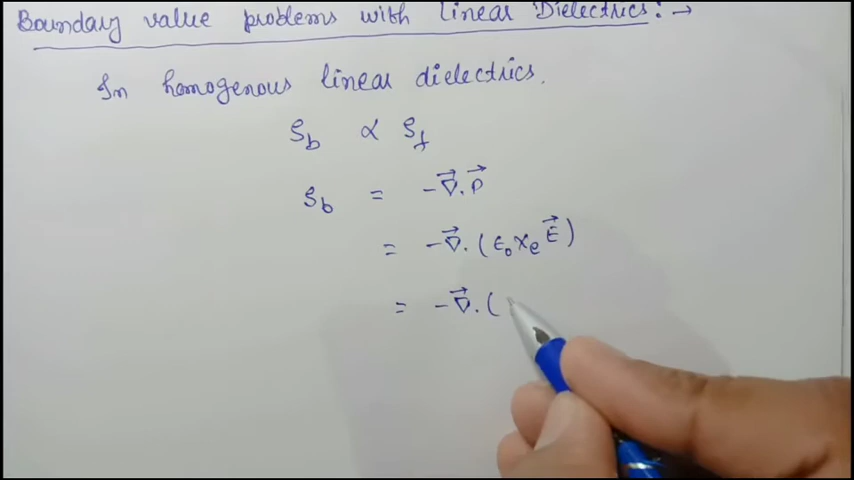 Boundary value problems with linear Dielectrics:→
In homogenous linear dielectrics.
ρb ∝ ρf
ρb = -∇⃗.P⃗
= -∇⃗.(ε₀χeE⃗)
= -∇⃗.(